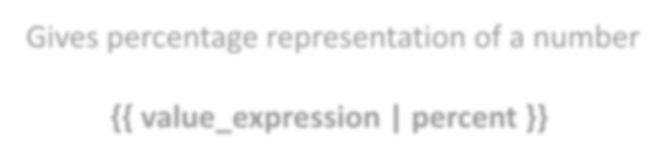 Gives percentage representation of a number
{{ value_expression | percent }}